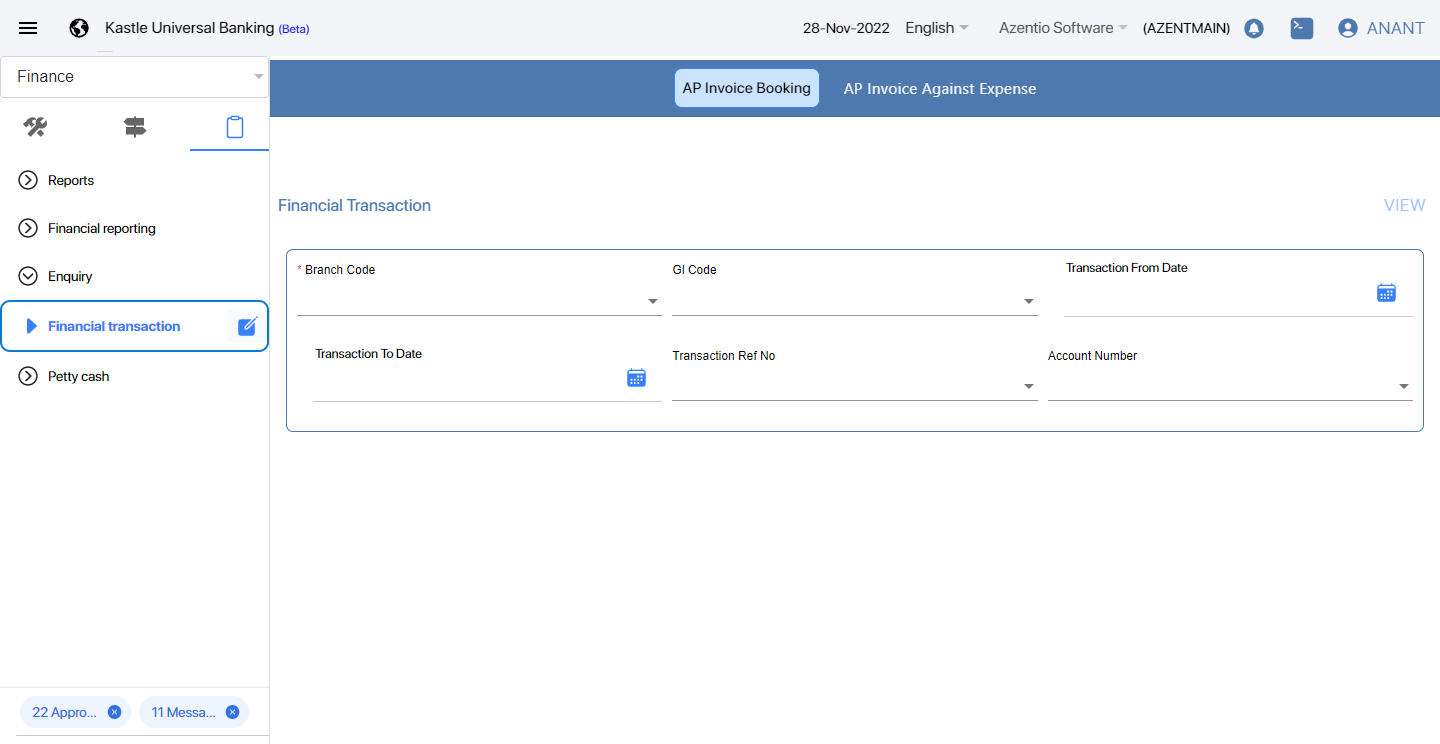 Kastle Universal Banking (Beta)
28-Nov-2022 English Azentio Software (AZENTMAIN) ANANT
Finance
AP Invoice Booking AP Invoice Against Expense
Reports
Financial reporting
Enquiry
Financial transaction
Petty cash
Financial Transaction VIEW
* Branch Code GI Code Transaction From Date
Transaction To Date Transaction Ref No Account Number
22 Appro... 11 Messa...